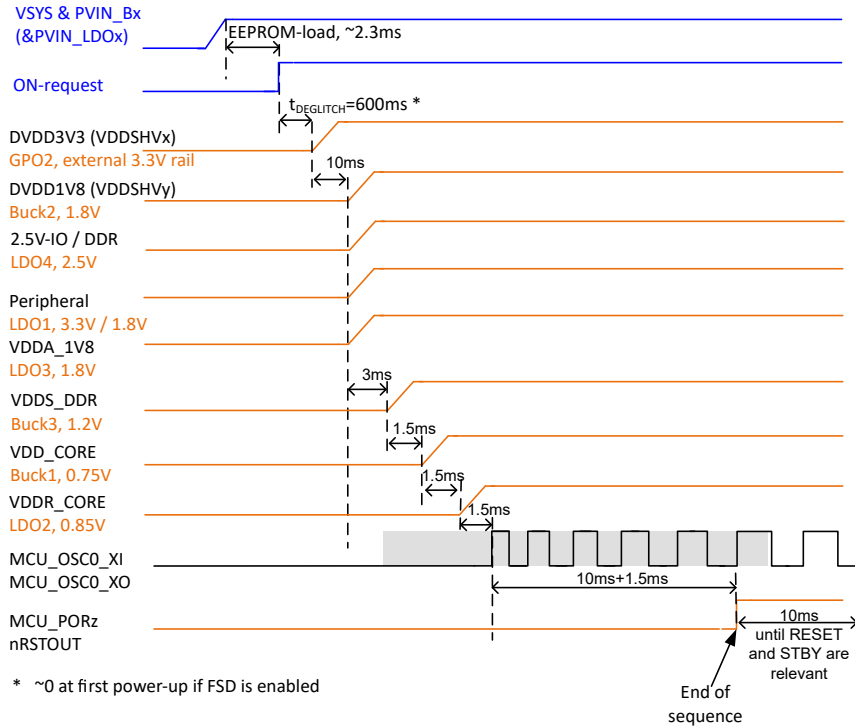 VSYS & PVIN_Bx
(&PVIN_LDOx)
EEPROM-load, ~2.3ms
ON-request
tDEGLITCH=600ms *
DVDD3V3 (VDDSHVx)
GPO2, external 3.3V rail
10ms
DVDD1V8 (VDDSHVy)
Buck2, 1.8V
2.5V-IO / DDR
LDO4, 2.5V
Peripheral
LDO1, 3.3V / 1.8V
VDDA_1V8
LDO3, 1.8V
3ms
VDDS_DDR
Buck3, 1.2V
1.5ms
VDD_CORE
Buck1, 0.75V
1.5ms
VDDR_CORE
LDO2, 0.85V
1.5ms
MCU_OSC0_XI
MCU_OSC0_XO
10ms+1.5ms
MCU_PORz
nRSTOUT
10ms
until RESET
and STBY are
relevant
* ~0 at first power-up if FSD is enabled
End of
sequence